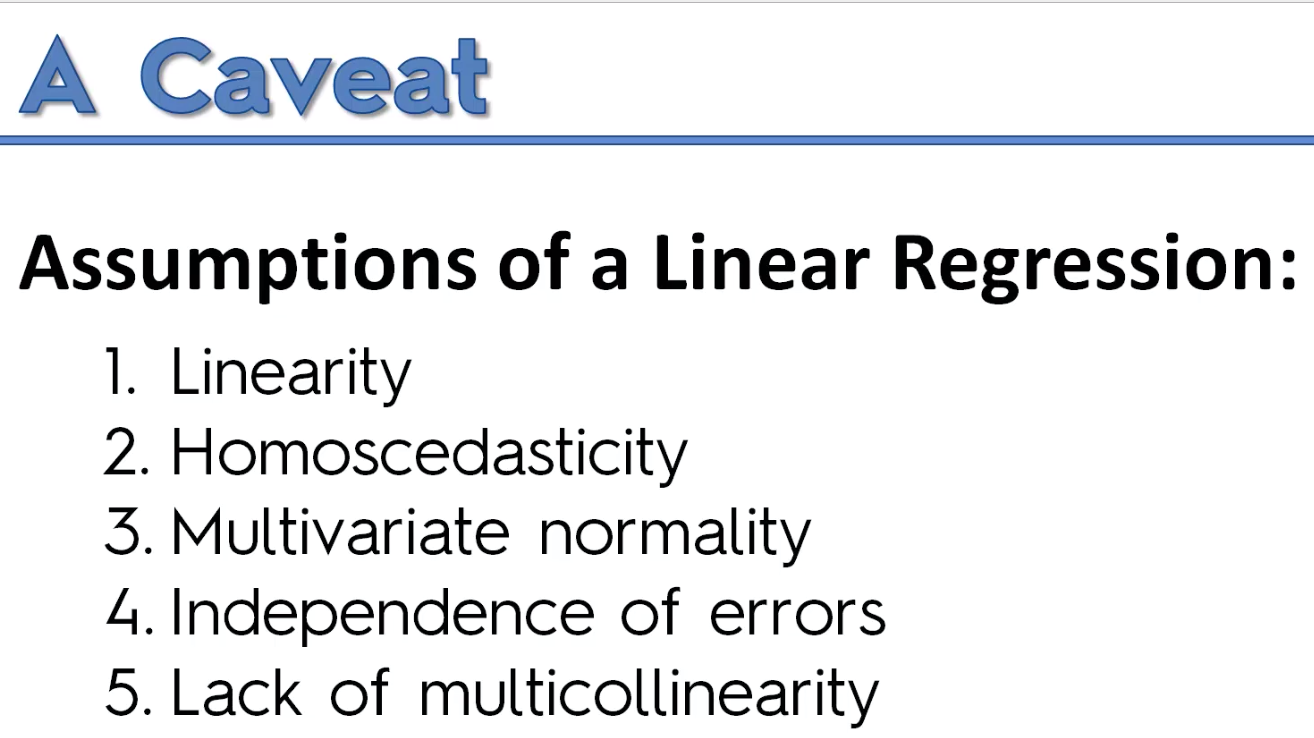 A Caveat
Assumptions of a Linear Regression:
1. Linearity
2. Homoscedasticity
3. Multivariate normality
4. Independence of errors
5. Lack of multicollinearity